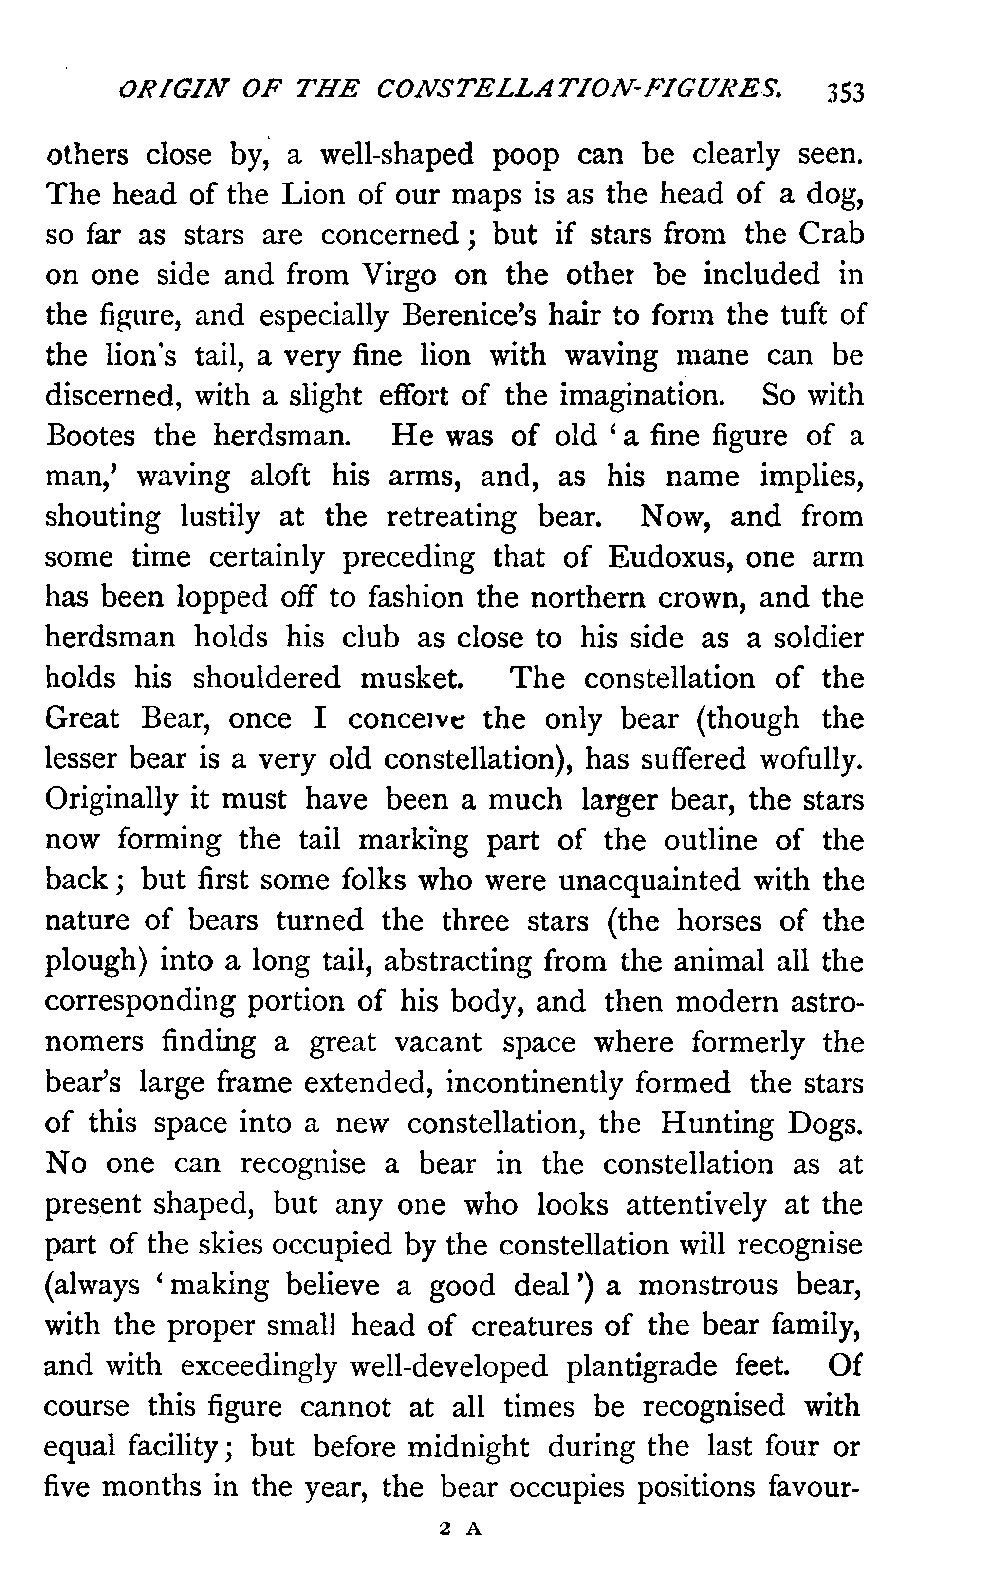 ORIGIN OF THE CONSTELLATION-FIGURES. 353
others close by, a well-shaped poop can be clearly seen.
The head of the Lion of our maps is as the head of a dog,
so far as stars are concerned; but if stars from the Crab
on one side and from Virgo on the other be included in
the figure, and especially Berenice's hair to form the tuft of
the lion's tail, a very fine lion with waving mane can be
discerned, with a slight effort of the imagination. So with
Bootes the herdsman. He was of old ‘a fine figure of a
man,’ waving aloft his arms, and, as his name implies,
shouting lustily at the retreating bear. Now, and from
some time certainly preceding that of Eudoxus, one arm
has been lopped off to fashion the northern crown, and the
herdsman holds his club as close to his side as a soldier
holds his shouldered musket. The constellation of the
Great Bear, once I conceive the only bear (though the
lesser bear is a very old constellation), has suffered wofully.
Originally it must have been a much larger bear, the stars
now forming the tail marking part of the outline of the
back; but first some folks who were unacquainted with the
nature of bears turned the three stars (the horses of the
plough) into a long tail, abstracting from the animal all the
corresponding portion of his body, and then modern astro-
nomers finding a great vacant space where formerly the
bear's large frame extended, incontinently formed the stars
of this space into a new constellation, the Hunting Dogs.
No one can recognise a bear in the constellation as at
present shaped, but any one who looks attentively at the
part of the skies occupied by the constellation will recognise
(always ‘making believe a good deal’) a monstrous bear,
with the proper small head of creatures of the bear family,
and with exceedingly well-developed plantigrade feet. Of
course this figure cannot at all times be recognised with
equal facility; but before midnight during the last four or
five months in the year, the bear occupies positions favour-
2 A